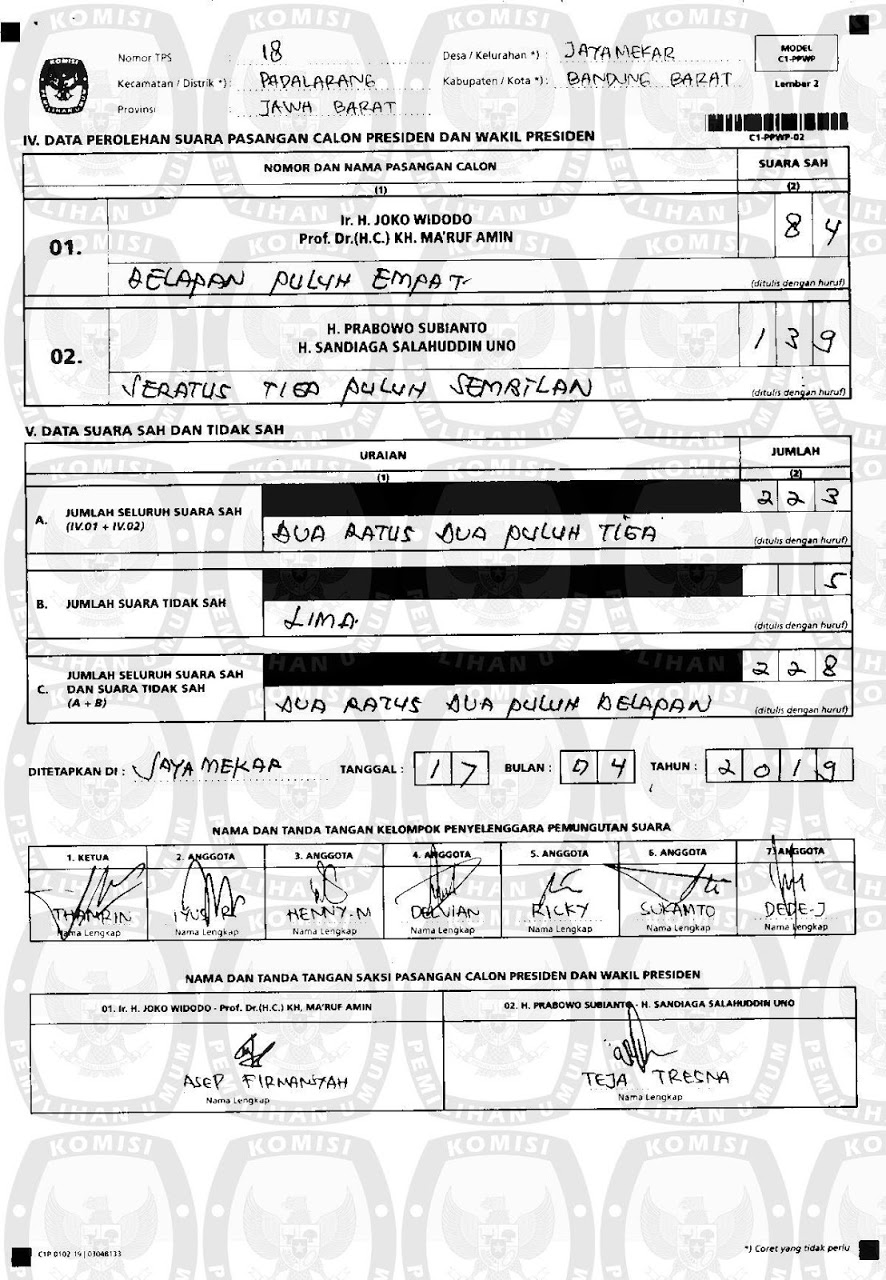 Nomor TPS : 18
Desa / Kelurahan *) : JAYAMEKAR
MODEL
C1-PPWP
Kecamatan / Distrik *) : PADALARANG
Kabupaten / Kota *) : BANDUNG BARAT
Lembar 2
Provinsi : JAWA BARAT
C1-PPWP-02
IV. DATA PEROLEHAN SUARA PASANGAN CALON PRESIDEN DAN WAKIL PRESIDEN
NOMOR DAN NAMA PASANGAN CALON SUARA SAH
(1) (2)
01. Ir. H. JOKO WIDODO
Prof. Dr.(H.C.) KH. MA'RUF AMIN 8 4
DELAPAN PULUH EMPAT (ditulis dengan huruf)
02. H. PRABOWO SUBIANTO
H. SANDIAGA SALAHUDDIN UNO 1 3 9
SERATUS TIGA PULUH SEMBILAN (ditulis dengan huruf)
V. DATA SUARA SAH DAN TIDAK SAH
URAIAN JUMLAH
(1) (2)
A. JUMLAH SELURUH SUARA SAH
(IV.01 + IV.02) 2 2 3
DUA RATUS DUA PULUH TIGA (ditulis dengan huruf)
B. JUMLAH SUARA TIDAK SAH 5
LIMA (ditulis dengan huruf)
C. JUMLAH SELURUH SUARA SAH
DAN SUARA TIDAK SAH
(A + B) 2 2 8
DUA RATUS DUA PULUH DELAPAN (ditulis dengan huruf)
DITETAPKAN DI : JAYA MEKAR TANGGAL : 17 BULAN : 04 TAHUN : 2019
NAMA DAN TANDA TANGAN KELOMPOK PENYELENGGARA PEMUNGUTAN SUARA
1. KETUA 2. ANGGOTA 3. ANGGOTA 4. ANGGOTA 5. ANGGOTA 6. ANGGOTA 7. ANGGOTA
THAMRIN IYUS R HENNY.N DELVIAN RICKY SUKAMTO DEDE-J
Nama Lengkap Nama Lengkap Nama Lengkap Nama Lengkap Nama Lengkap Nama Lengkap Nama Lengkap
NAMA DAN TANDA TANGAN SAKSI PASANGAN CALON PRESIDEN DAN WAKIL PRESIDEN
01. Ir. H. JOKO WIDODO - Prof. Dr.(H.C.) KH. MA'RUF AMIN 02. H. PRABOWO SUBIANTO - H. SANDIAGA SALAHUDDIN UNO
ASEP FIRMANSYAH TEJA TRESNA
Nama Lengkap Nama Lengkap
C1P 0102 19 | 03048133
*) Coret yang tidak perlu